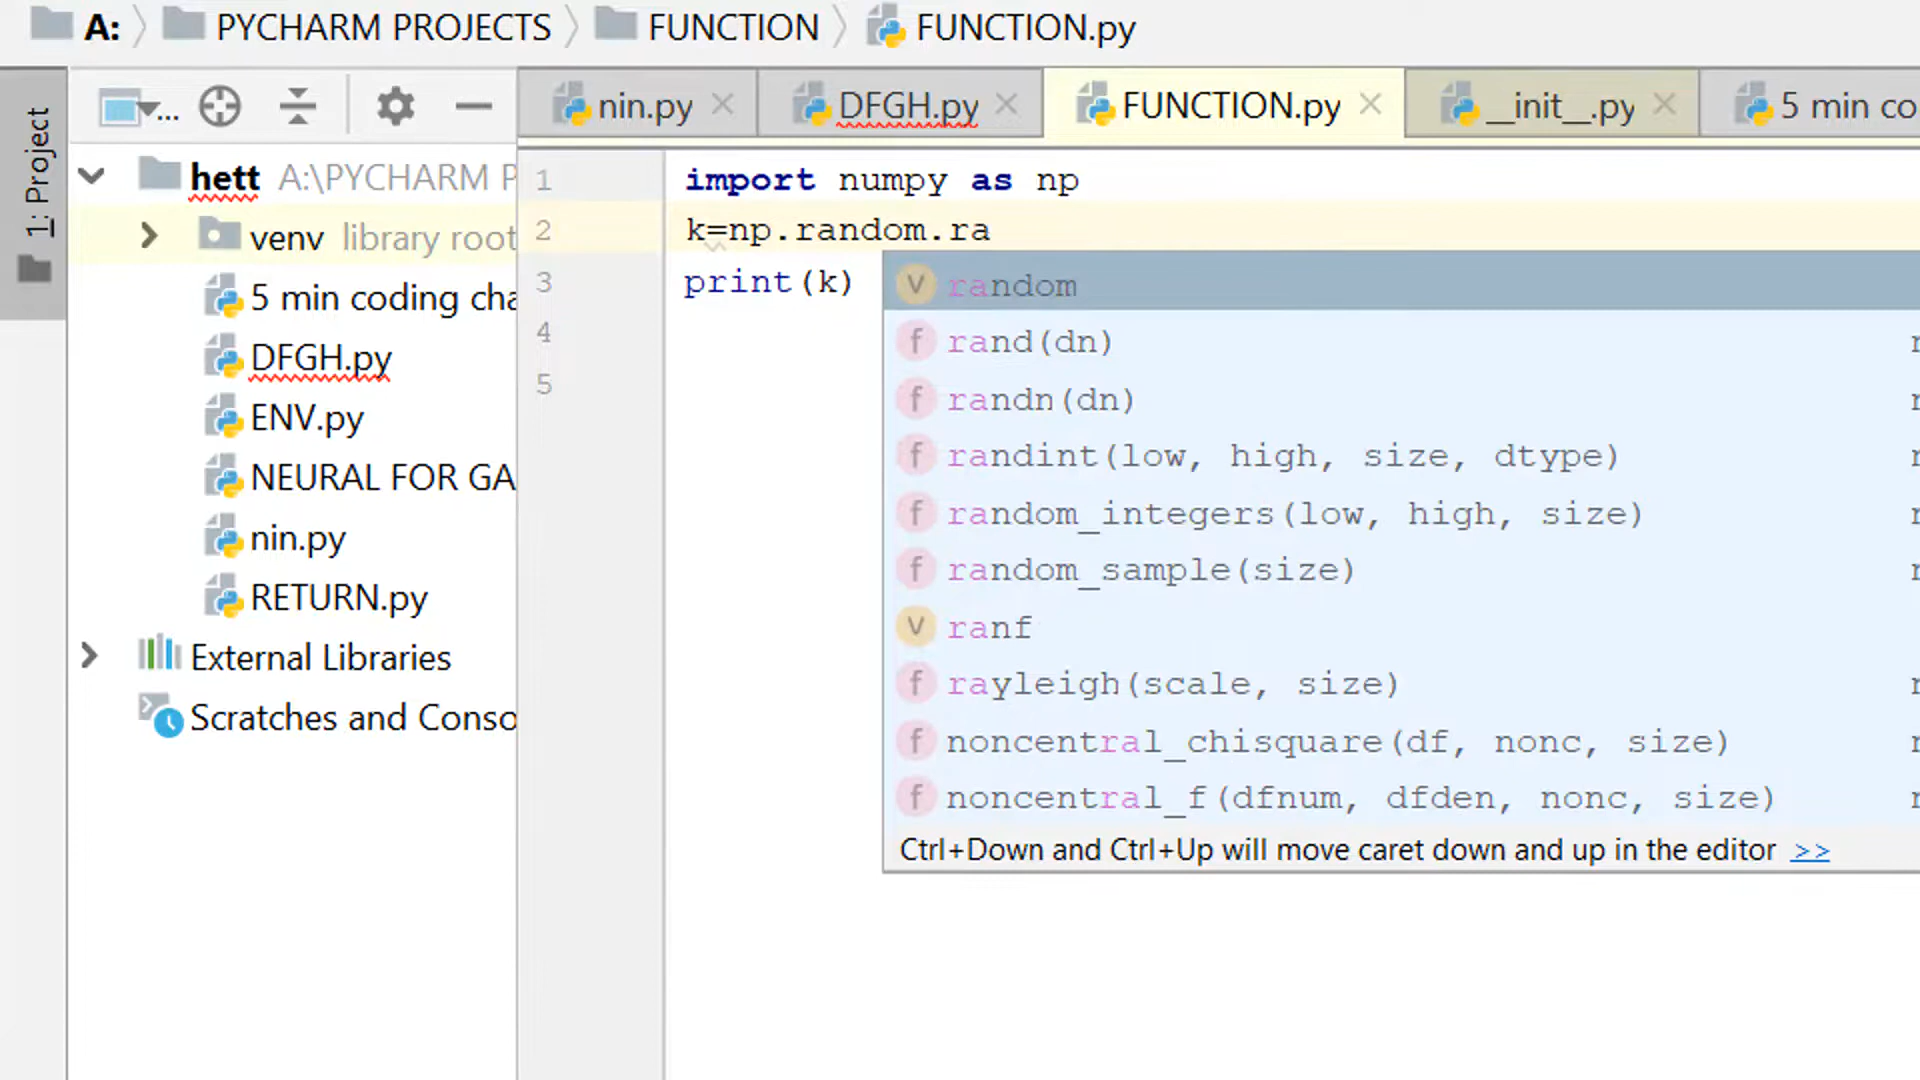 A: PYCHARM PROJECTS FUNCTION FUNCTION.py
1: Project
nin.py DFGH.py FUNCTION.py __init__.py 5 min co
hett A:\PYCHARM P
venv library root
5 min coding cha
DFGH.py
ENV.py
NEURAL FOR GA
nin.py
RETURN.py
External Libraries
Scratches and Conso
1 import numpy as np
2 k=np.random.ra
3 print(k)
4
5
v random
f rand(dn) r
f randn(dn) r
f randint(low, high, size, dtype) r
f random_integers(low, high, size) r
f random_sample(size) r
v ranf
f rayleigh(scale, size) r
f noncentral_chisquare(df, nonc, size) r
f noncentral_f(dfnum, dfden, nonc, size) r
Ctrl+Down and Ctrl+Up will move caret down and up in the editor >>